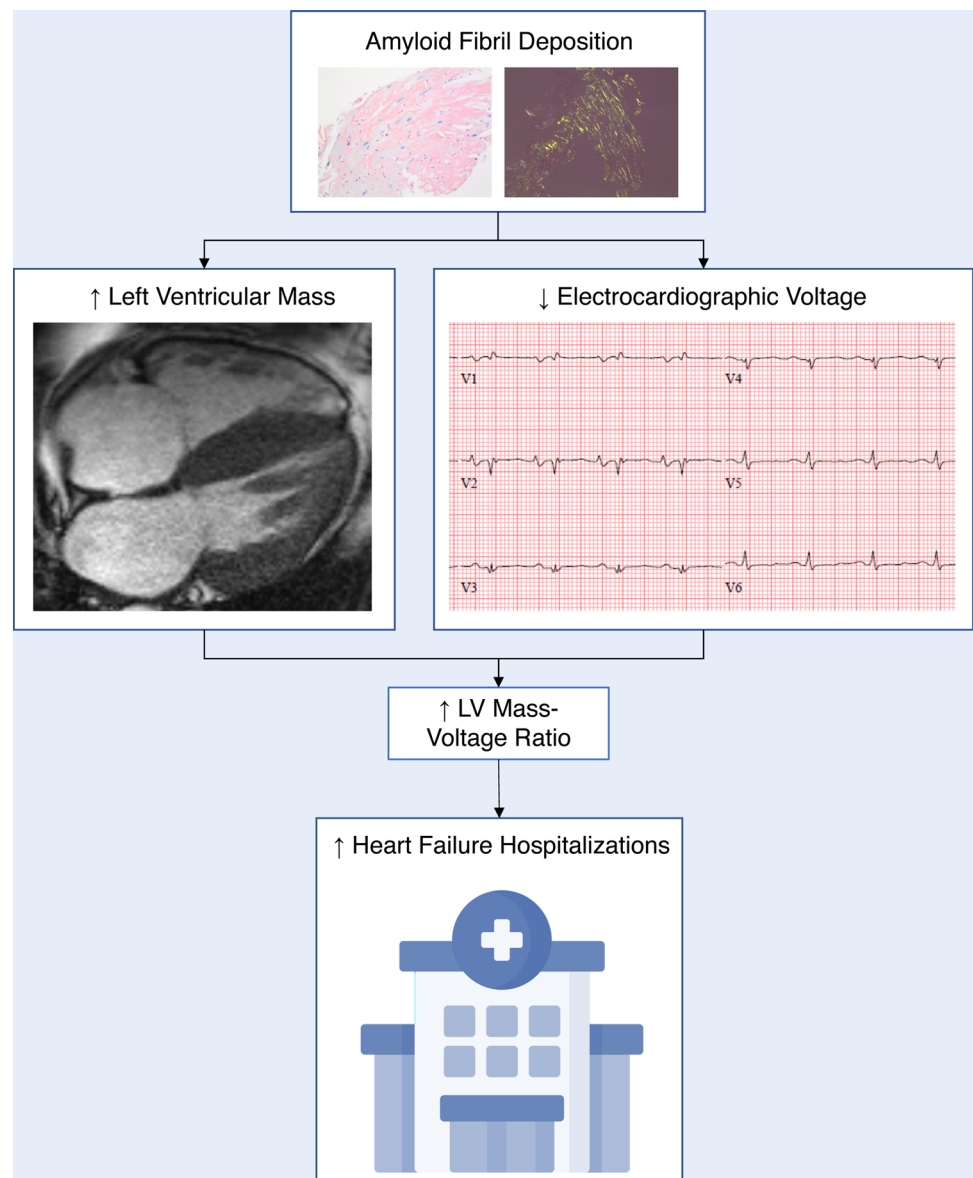 Amyloid Fibril Deposition
↑ Left Ventricular Mass
↓ Electrocardiographic Voltage
V1
V4
V2
V5
V3
V6
↑ LV Mass-
Voltage Ratio
↑ Heart Failure Hospitalizations